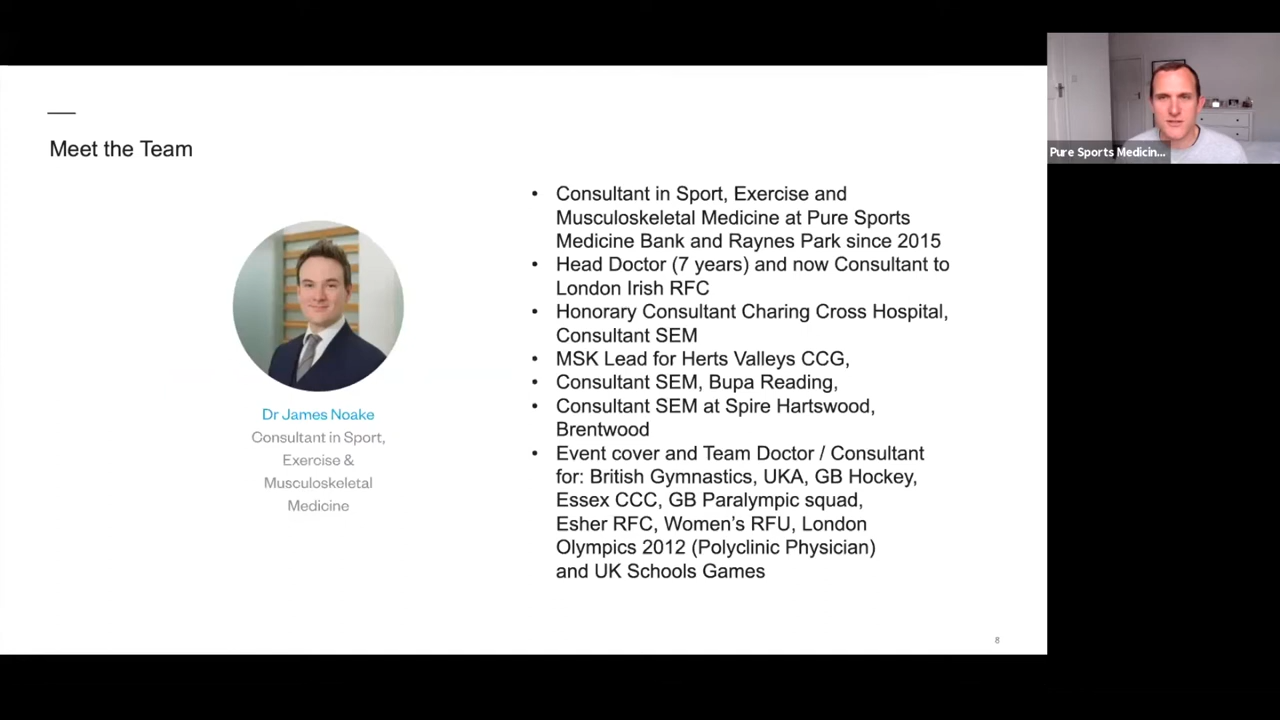 Meet the Team
Dr James Noake
Consultant in Sport,
Exercise &
Musculoskeletal
Medicine
• Consultant in Sport, Exercise and
Musculoskeletal Medicine at Pure Sports
Medicine Bank and Raynes Park since 2015
• Head Doctor (7 years) and now Consultant to
London Irish RFC
• Honorary Consultant Charing Cross Hospital,
Consultant SEM
• MSK Lead for Herts Valleys CCG,
• Consultant SEM, Bupa Reading,
• Consultant SEM at Spire Hartswood,
Brentwood
• Event cover and Team Doctor / Consultant
for: British Gymnastics, UKA, GB Hockey,
Essex CCC, GB Paralympic squad,
Esher RFC, Women’s RFU, London
Olympics 2012 (Polyclinic Physician)
and UK Schools Games
8
Pure Sports Medicin...